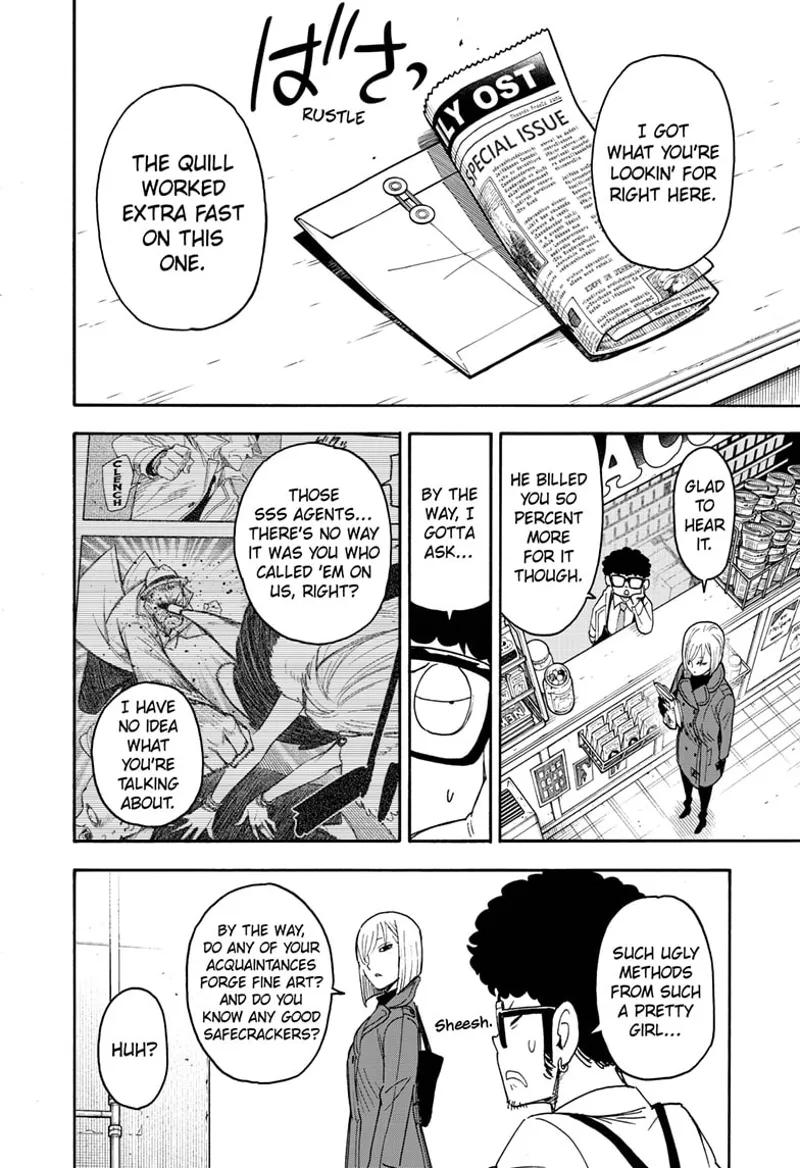 ばさっ
RUSTLE
I GOT
WHAT YOU'RE
LOOKIN' FOR
RIGHT HERE.
LY OST
SPECIAL ISSUE
THE QUILL
WORKED
EXTRA FAST
ON THIS
ONE.
GLAD
TO
HEAR
IT.
HE BILLED
YOU 50
PERCENT
MORE
FOR IT
THOUGH.
BY THE
WAY, I
GOTTA
ASK...
THOSE
SSS AGENTS...
THERE'S NO WAY
IT WAS YOU WHO
CALLED 'EM ON
US, RIGHT?
CLENCH
I HAVE
NO IDEA
WHAT
YOU'RE
TALKING
ABOUT.
SUCH UGLY
METHODS
FROM SUCH
A PRETTY
GIRL...
Sheesh.
BY THE WAY,
DO ANY OF YOUR
ACQUAINTANCES
FORGE FINE ART?
AND DO YOU
KNOW ANY GOOD
SAFECRACKERS?
HUH?